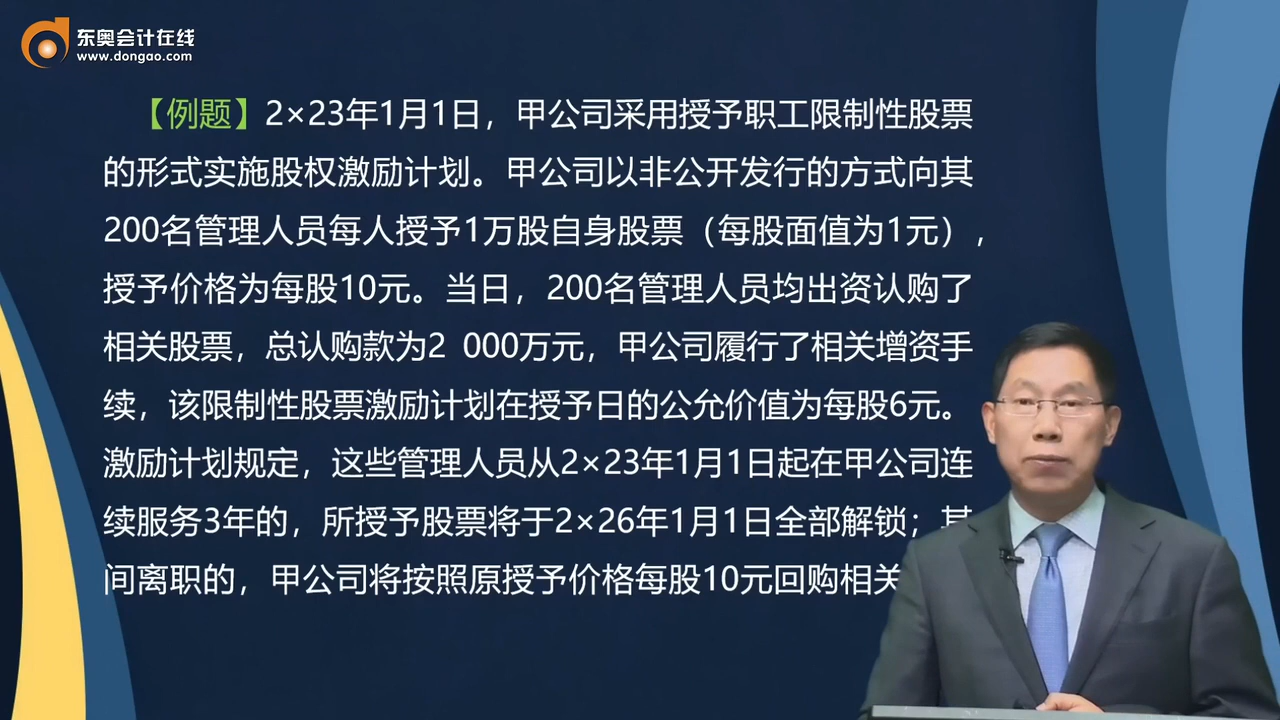 东奥会计在线
www.dongao.com
【例题】2×23年1月1日，甲公司采用授予职工限制性股票
的形式实施股权激励计划。甲公司以非公开发行的方式向其
200名管理人员每人授予1万股自身股票（每股面值为1元），
授予价格为每股10元。当日，200名管理人员均出资认购了
相关股票，总认购款为2 000万元，甲公司履行了相关增资手
续，该限制性股票激励计划在授予日的公允价值为每股6元。
激励计划规定，这些管理人员从2×23年1月1日起在甲公司连
续服务3年的，所授予股票将于2×26年1月1日全部解锁；其
间离职的，甲公司将按照原授予价格每股10元回购相关